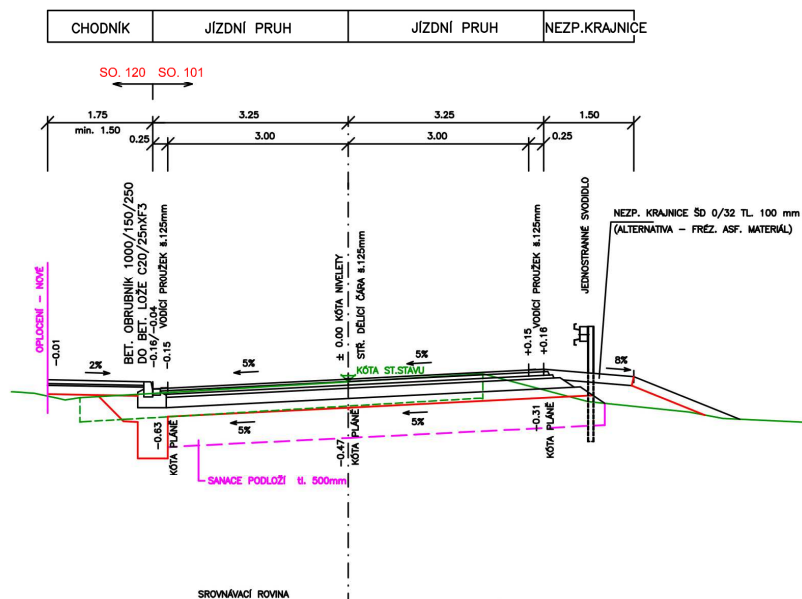 CHODNÍK
JÍZDNÍ PRUH
JÍZDNÍ PRUH
NEZP.KRAJNICE
SO. 120
SO. 101
1.75
3.25
3.25
1.50
min. 1.50
0.25
3.00
3.00
0.25
OPLOCENÍ - NOVĚ
-0.01
BET. OBRUBNÍK 1000/150/250
DO BET. LOŽE C20/25nXF3
-0.16/-0.04
-0.15 VODÍCÍ PROUŽEK š.125mm
± 0.00 KÓTA NIVELETY
STŘ. DĚLÍCÍ ČÁRA š.125mm
+0.15 VODÍCÍ PROUŽEK š.125mm
+0.16
JEDNOSTRANNÉ SVODIDLO
NEZP. KRAJNICE ŠD 0/32 TL. 100 mm
(ALTERNATIVA - FRÉZ. ASF. MATERIÁL)
2%
5%
5%
KÓTA ST.STAVU
8%
5%
5%
-0.63
KÓTA PLÁNĚ
-0.47
KÓTA PLÁNĚ
-0.31
KÓTA PLÁNĚ
SANACE PODLOŽÍ tl. 500mm
SROVNÁVACÍ ROVINA